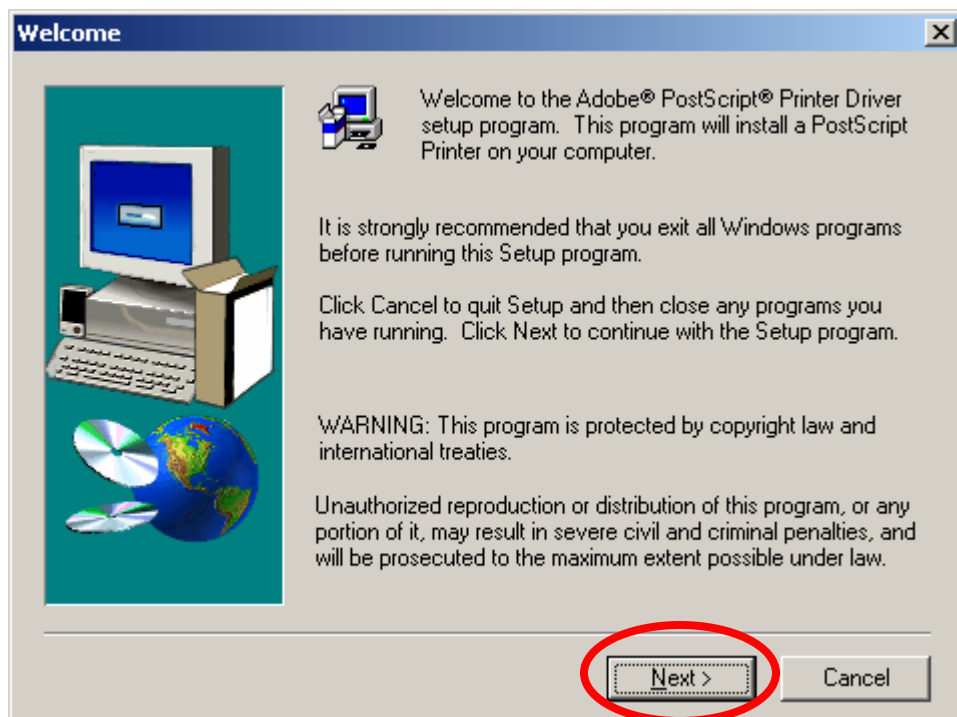 Welcome
Welcome to the Adobe® PostScript® Printer Driver
setup program.  This program will install a PostScript
Printer on your computer.
It is strongly recommended that you exit all Windows programs
before running this Setup program.
Click Cancel to quit Setup and then close any programs you
have running.  Click Next to continue with the Setup program.
WARNING: This program is protected by copyright law and
international treaties.
Unauthorized reproduction or distribution of this program, or any
portion of it, may result in severe civil and criminal penalties, and
will be prosecuted to the maximum extent possible under law.
Next >
Cancel